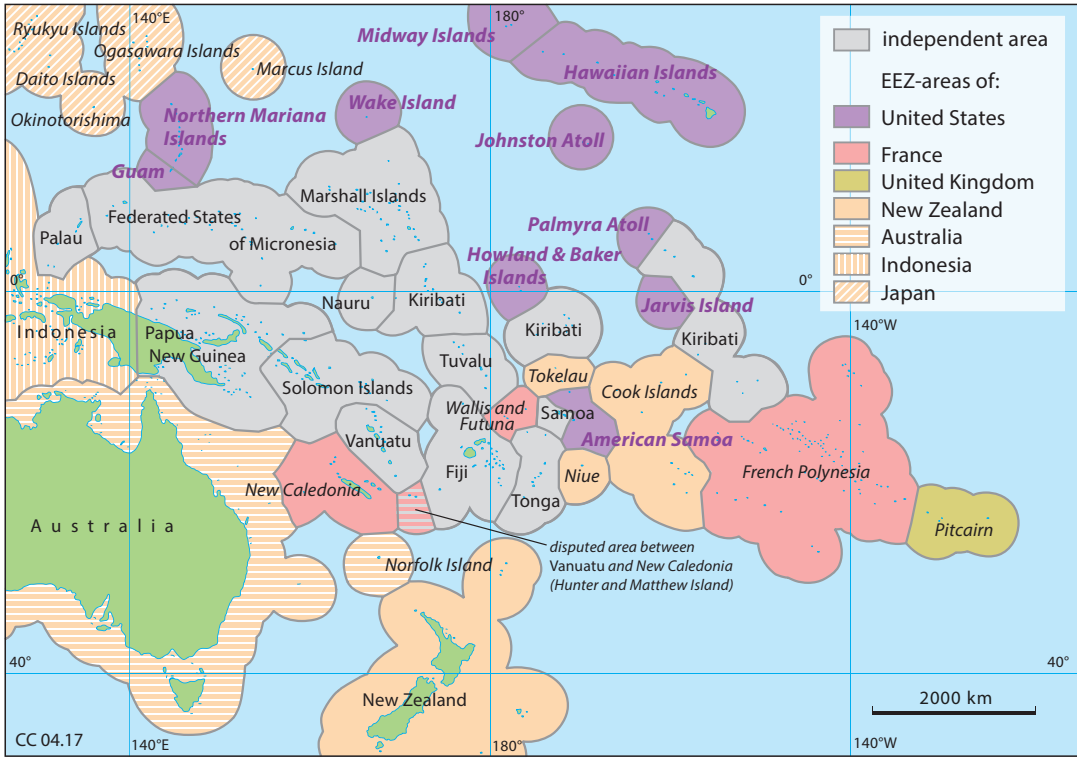 140°E
180°
Ryukyu Islands
Ogasawara Islands
Daito Islands
Okinotorishima
Marcus Island
Midway Islands
Hawaiian Islands
Wake Island
Northern Mariana
Islands
Johnston Atoll
Guam
Marshall Islands
Federated States
of Micronesia
Palau
Palmyra Atoll
Howland & Baker
Islands
0°
0°
Nauru
Kiribati
Jarvis Island
Kiribati
Kiribati
Indonesia
Papua
New Guinea
140°W
Tuvalu
Solomon Islands
Tokelau
Cook Islands
Wallis and
Futuna
Samoa
American Samoa
Vanuatu
Fiji
Niue
Tonga
French Polynesia
New Caledonia
Pitcairn
Australia
disputed area between
Vanuatu and New Caledonia
(Hunter and Matthew Island)
Norfolk Island
40°
40°
New Zealand
2000 km
CC 04.17
140°E
180°
140°W
independent area
EEZ-areas of:
United States
France
United Kingdom
New Zealand
Australia
Indonesia
Japan